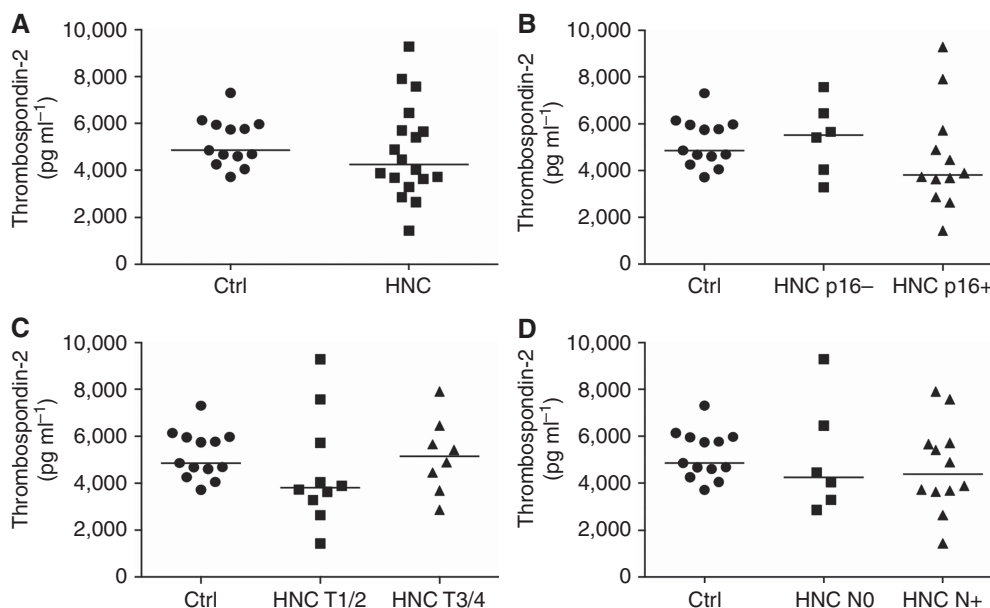 A
Thrombospondin-2
(pg ml–1)
10,000
8,000
6,000
4,000
2,000
0
Ctrl
HNC
B
Thrombospondin-2
(pg ml–1)
10,000
8,000
6,000
4,000
2,000
0
Ctrl
HNC p16–
HNC p16+
C
Thrombospondin-2
(pg ml–1)
10,000
8,000
6,000
4,000
2,000
0
Ctrl
HNC T1/2
HNC T3/4
D
Thrombospondin-2
(pg ml–1)
10,000
8,000
6,000
4,000
2,000
0
Ctrl
HNC N0
HNC N+